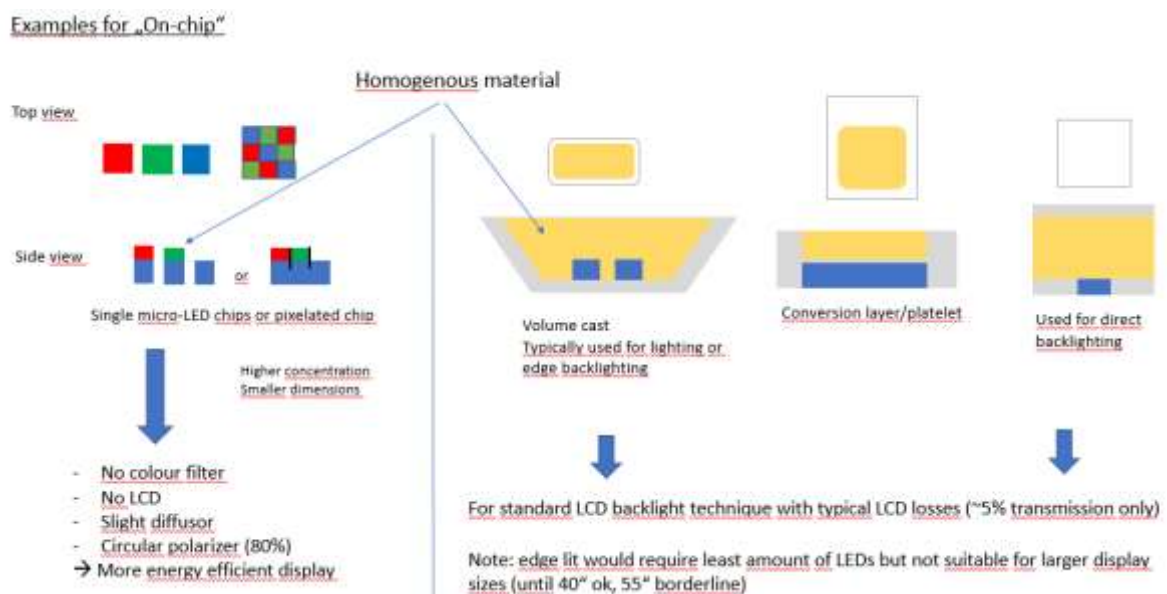 Examples for „On-chip“
Homogenous material
Top view
Side view
or
Single micro-LED chips or pixelated chip
Higher concentration
Smaller dimensions
- No colour filter
- No LCD
- Slight diffusor
- Circular polarizer (80%)
→ More energy efficient display
Volume cast
Typically used for lighting or
edge backlighting
Conversion layer/platelet
Used for direct
backlighting
For standard LCD backlight technique with typical LCD losses (~5% transmission only)
Note: edge lit would require least amount of LEDs but not suitable for larger display
sizes (until 40“ ok, 55“ borderline)